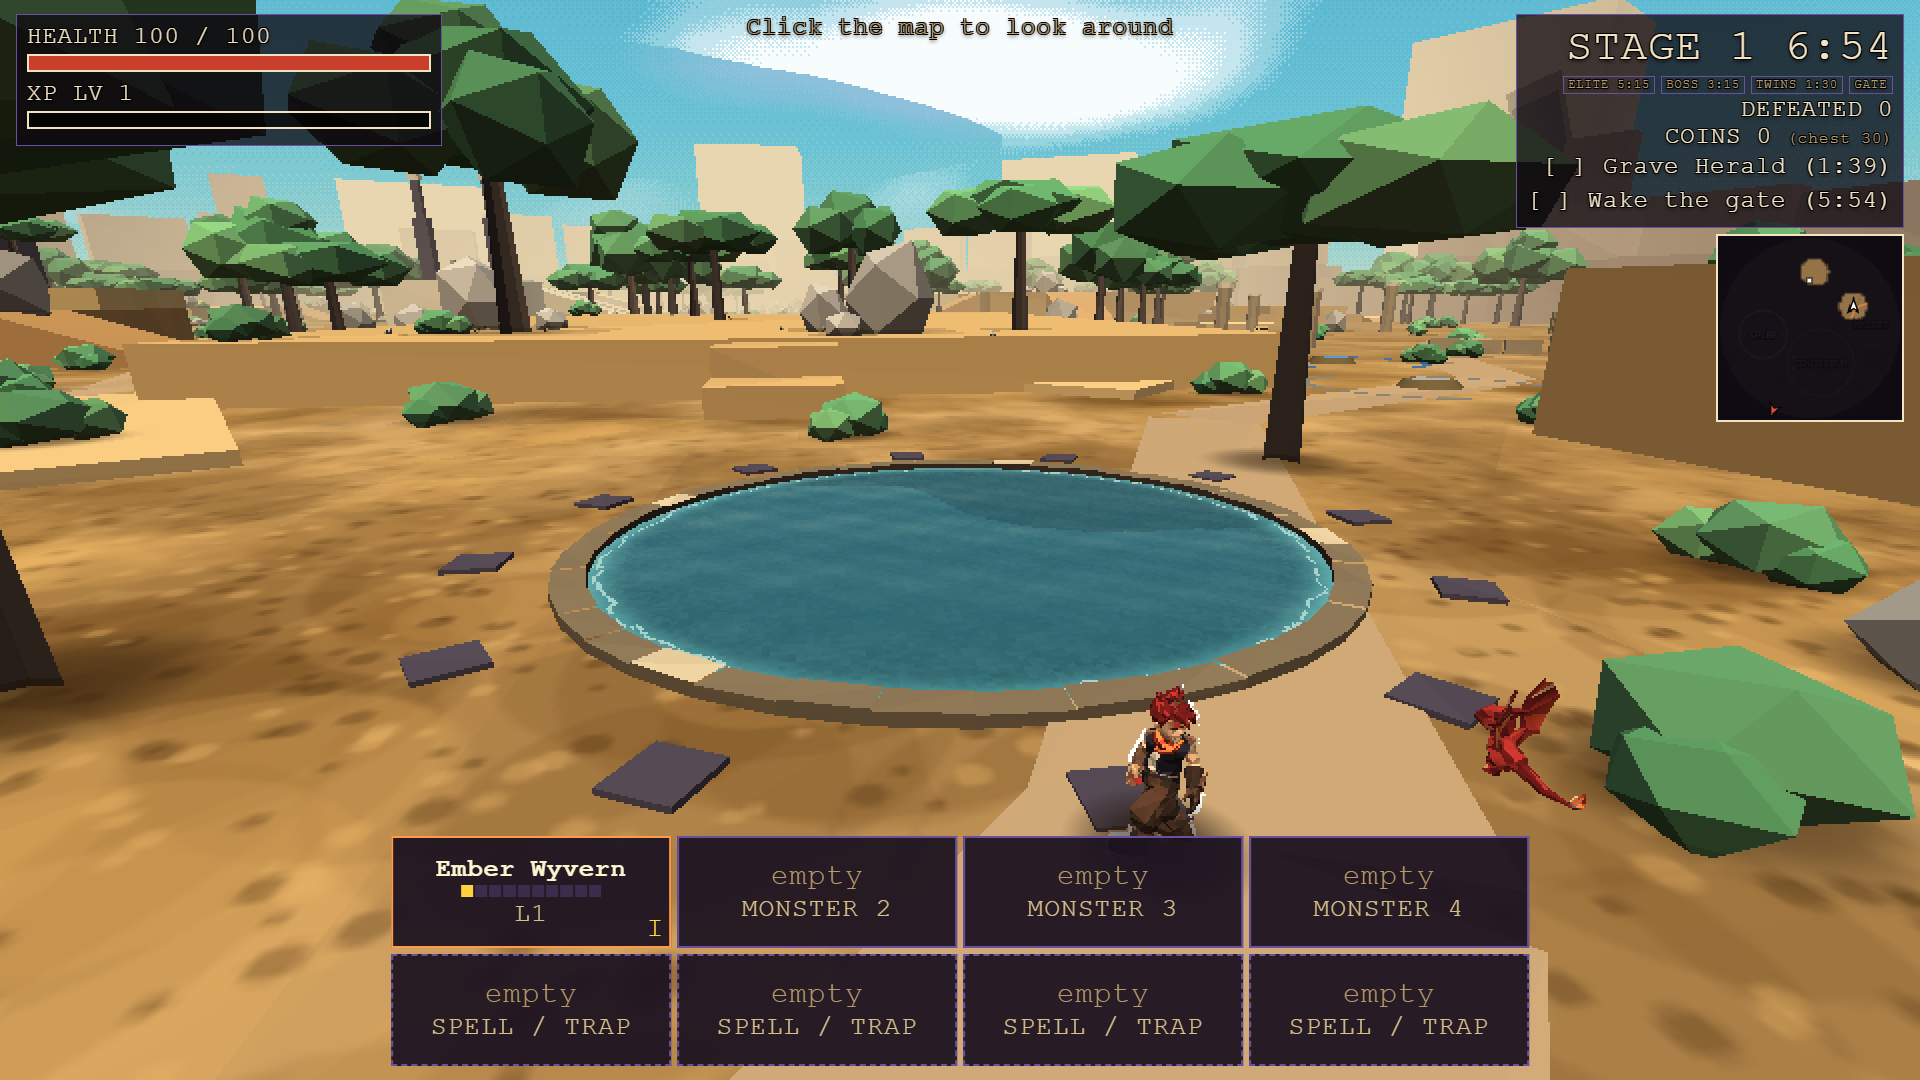 HEALTH 100 / 100
XP LV 1
Click the map to look around
STAGE 1 6:54
ELITE 5:15 BOSS 3:15 TWINS 1:30 GATE
DEFEATED 0
COINS 0 (chest 30)
[ ] Grave Herald (1:39)
[ ] Wake the gate (5:54)
Ember Wyvern
L1
I
empty
MONSTER 2
empty
MONSTER 3
empty
MONSTER 4
empty
SPELL / TRAP
empty
SPELL / TRAP
empty
SPELL / TRAP
empty
SPELL / TRAP